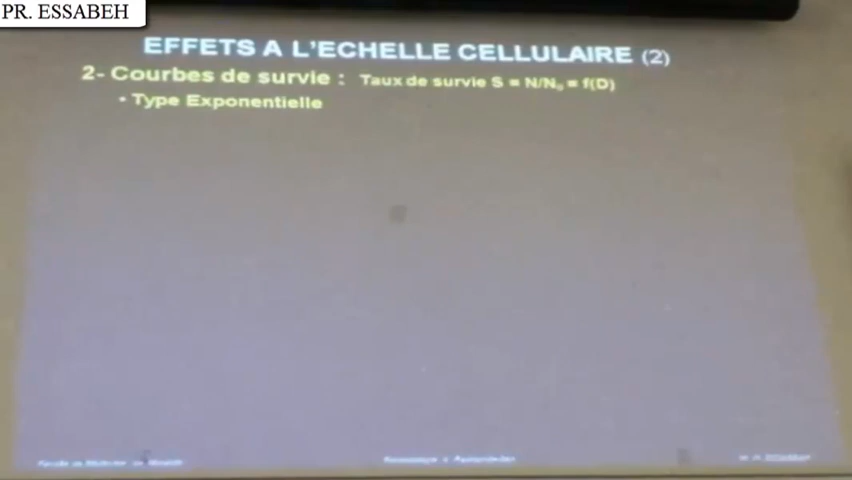 PR. ESSABEH
EFFETS A L'ECHELLE CELLULAIRE (2)
2- Courbes de survie : Taux de survie S = N/N₀ = f(D)
• Type Exponentielle